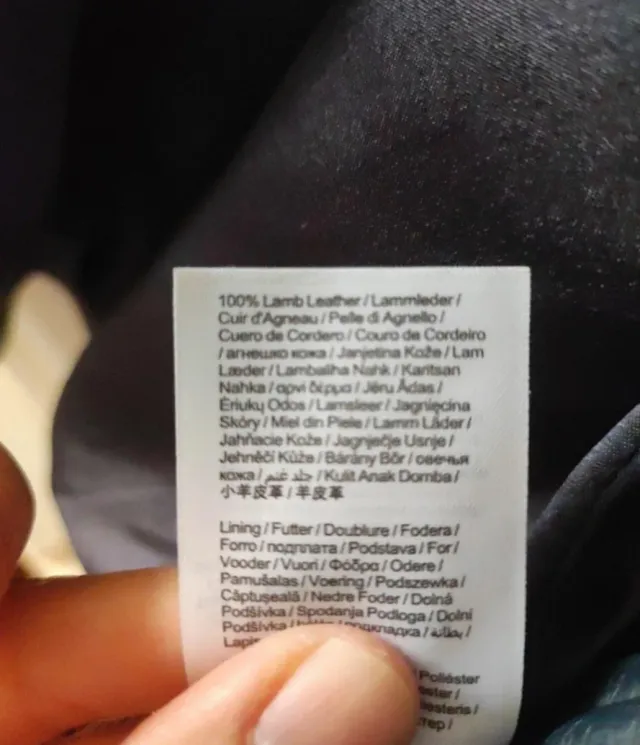 100% Lamb Leather / Lammleder /
Cuir d'Agneau / Pelle di Agnello /
Cuero de Cordero / Couro de Cordeiro
/ агнешко кожа / Janjetina Kože / Lam
Læder / Lambaliha Nahk / Karitsan
Nahka / αρνί δέρμα / Jēru Ādas /
Ėriukų Odos / Lamsleer / Jagnięcina
Skóry / Miel din Piele / Lamm Läder /
Jahňacie Kože / Jagnječje Usnje /
Jehněčí Kůže / Bárány Bőr / овечья
кожа / جلد غنم / Kulit Anak Domba /
小羊皮革 / 羊皮革
Lining / Futter / Doublure / Fodera /
Forro / подплата / Podstava / For /
Vooder / Vuori / Φόδρα / Odere /
Pamušalas / Voering / Podszewka /
Căptuşeală / Nedre Foder / Dolná
Podšívka / Spodanja Podloga / Dolní
Podšívka / подкладка / بطانة /
Poliéster